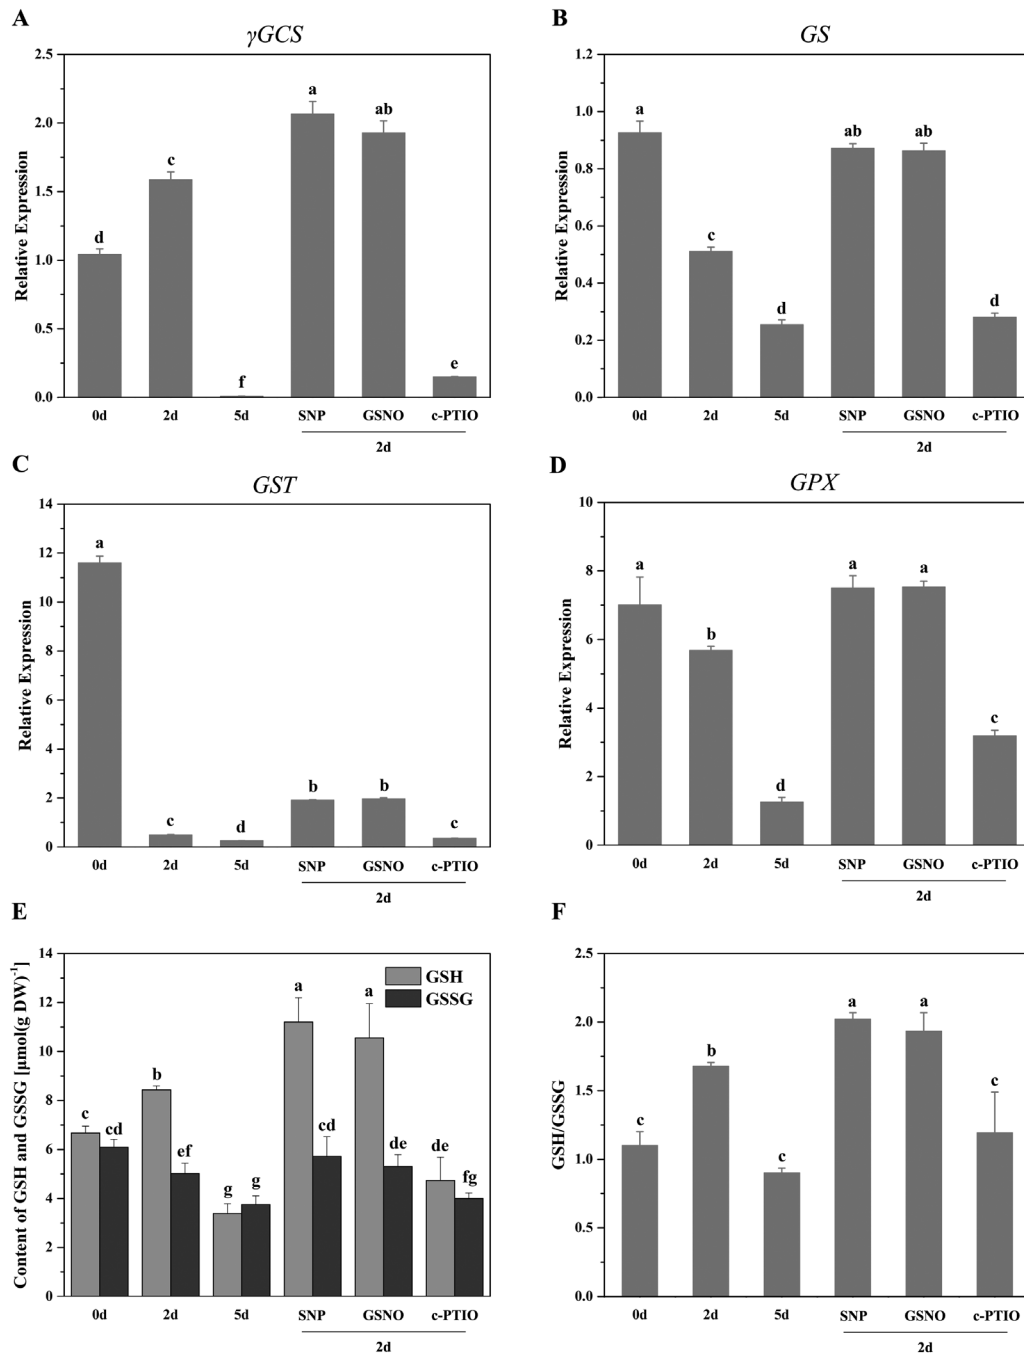 A
γGCS
Relative Expression
2.5
2.0
1.5
1.0
0.5
0.0
d
c
f
a
ab
e
0d 2d 5d SNP GSNO c-PTIO
2d
B
GS
Relative Expression
1.2
1.0
0.8
0.6
0.4
0.2
0.0
a
c
d
ab
ab
d
0d 2d 5d SNP GSNO c-PTIO
2d
C
GST
Relative Expression
14
12
10
8
6
4
2
0
a
c
d
b
b
c
0d 2d 5d SNP GSNO c-PTIO
2d
D
GPX
Relative Expression
10
8
6
4
2
0
a
b
d
a
a
c
0d 2d 5d SNP GSNO c-PTIO
2d
E
Content of GSH and GSSG [μmol(g DW)⁻¹]
14
12
10
8
6
4
2
0
GSH
GSSG
c
cd
b
ef
g
g
a
cd
a
de
de
fg
0d 2d 5d SNP GSNO c-PTIO
2d
F
GSH/GSSG
2.5
2.0
1.5
1.0
0.5
0.0
c
b
c
a
a
c
0d 2d 5d SNP GSNO c-PTIO
2d